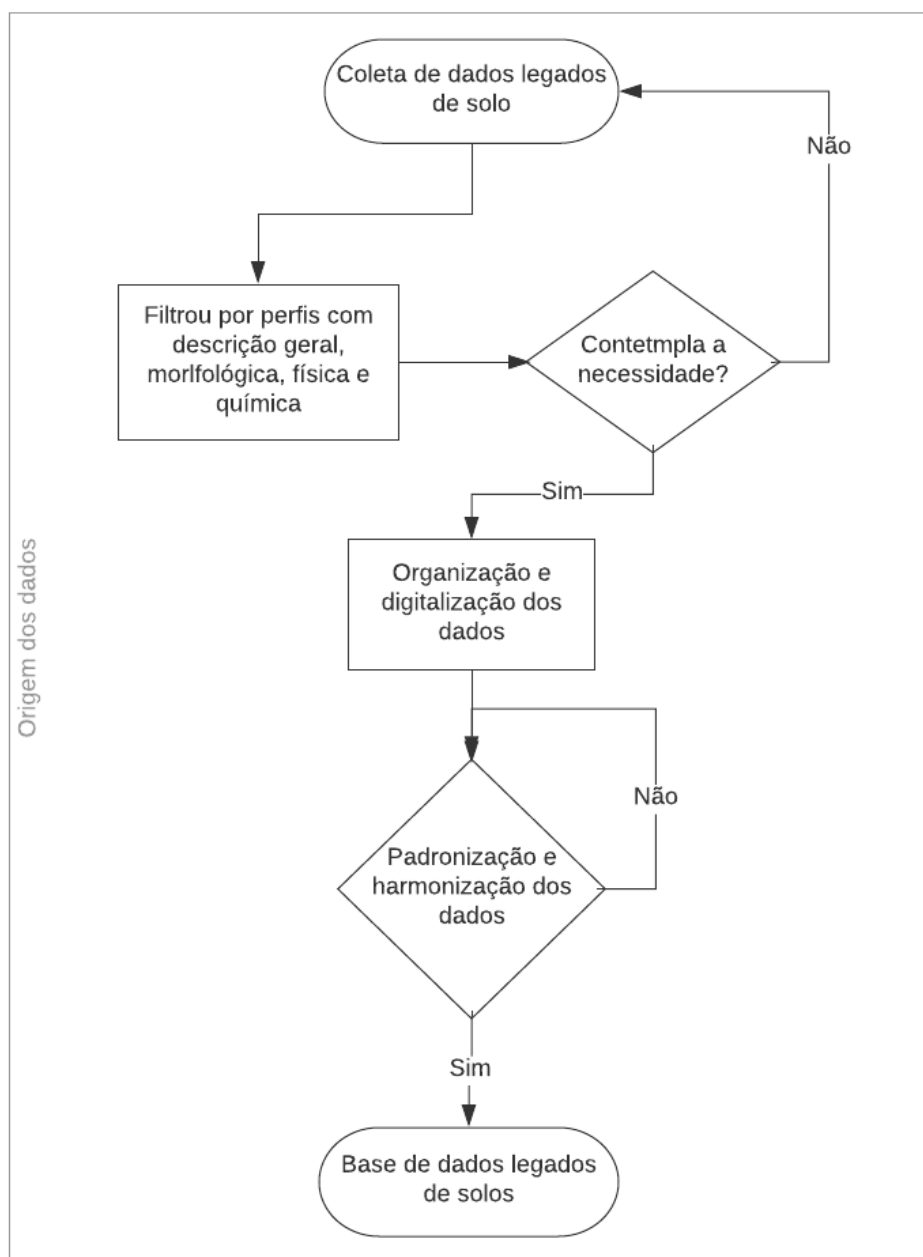 Coleta de dados legados
de solo
Não
Filtrou por perfis com
descrição geral,
morlfológica, física e
química
Contetmpla a
necessidade?
Sim
Organização e
digitalização dos
dados
Origem dos dados
Não
Padronização e
harmonização dos
dados
Sim
Base de dados legados
de solos